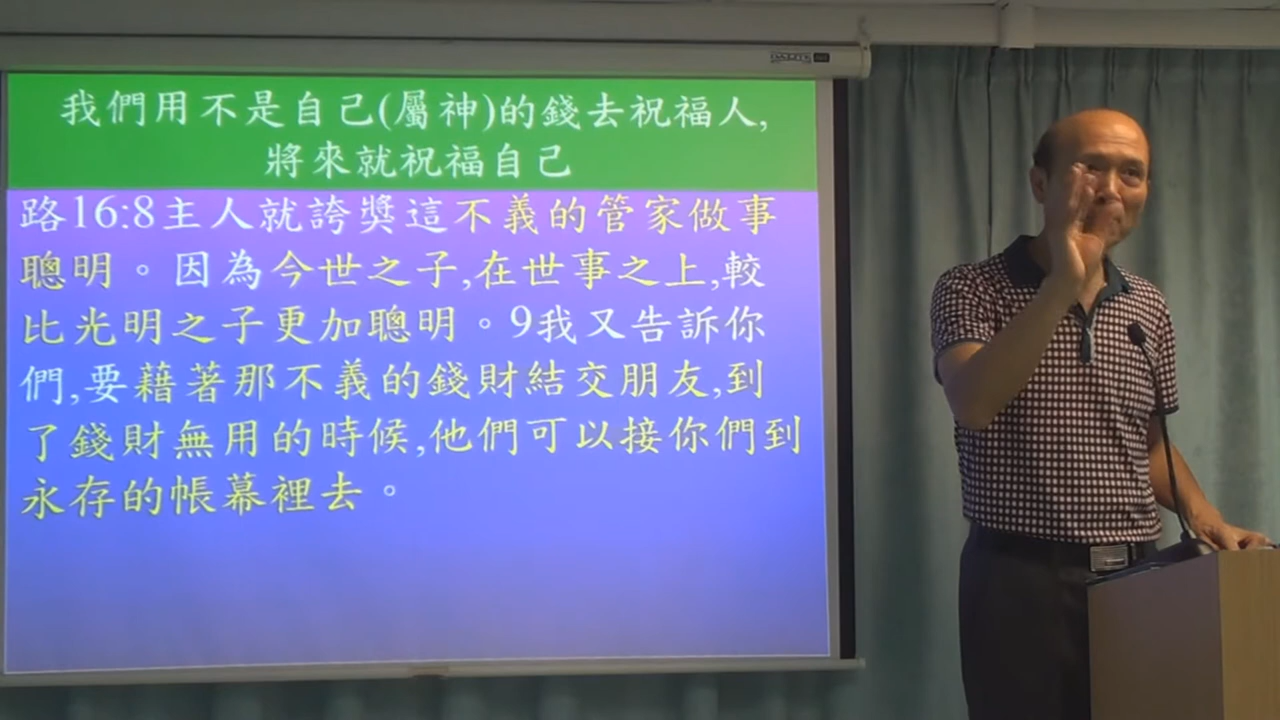 我們用不是自己(屬神)的錢去祝福人,
將來就祝福自己
路16:8主人就誇獎這不義的管家做事
聰明。因為今世之子,在世事之上,較
比光明之子更加聰明。9我又告訴你
們,要藉著那不義的錢財結交朋友,到
了錢財無用的時候,他們可以接你們到
永存的帳幕裡去。